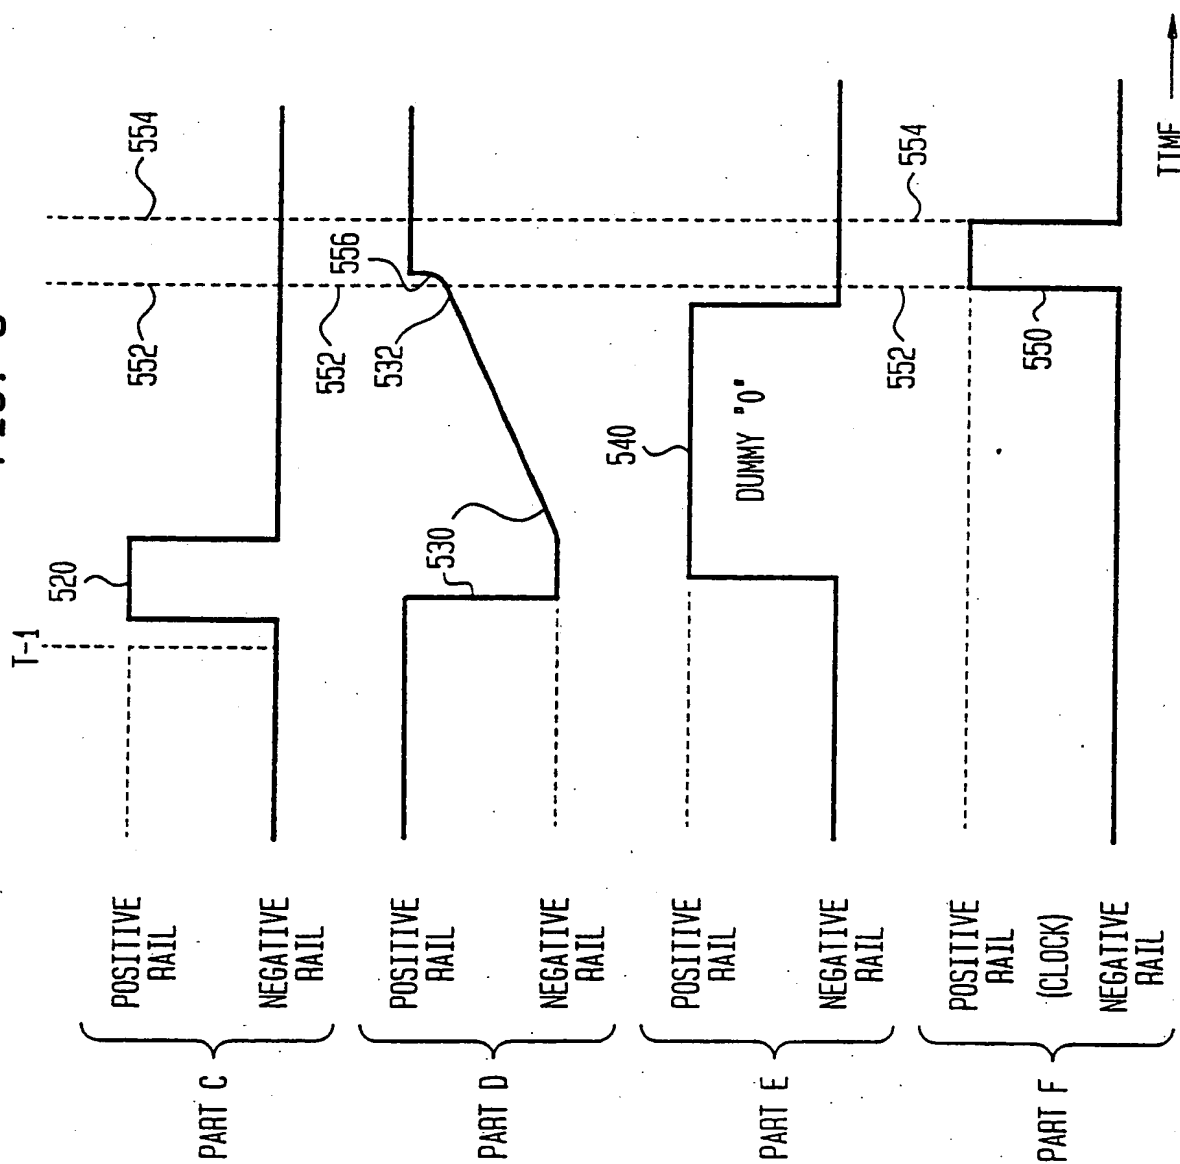 FIG.
T-1
520
552
554
PART C
POSITIVE
RAIL
NEGATIVE
RAIL
530
532
552
556
PART D
POSITIVE
RAIL
NEGATIVE
RAIL
540
DUMMY "0"
PART E
POSITIVE
RAIL
NEGATIVE
RAIL
550
552
554
PART F
POSITIVE
RAIL
(CLOCK)
NEGATIVE
RAIL
TIME